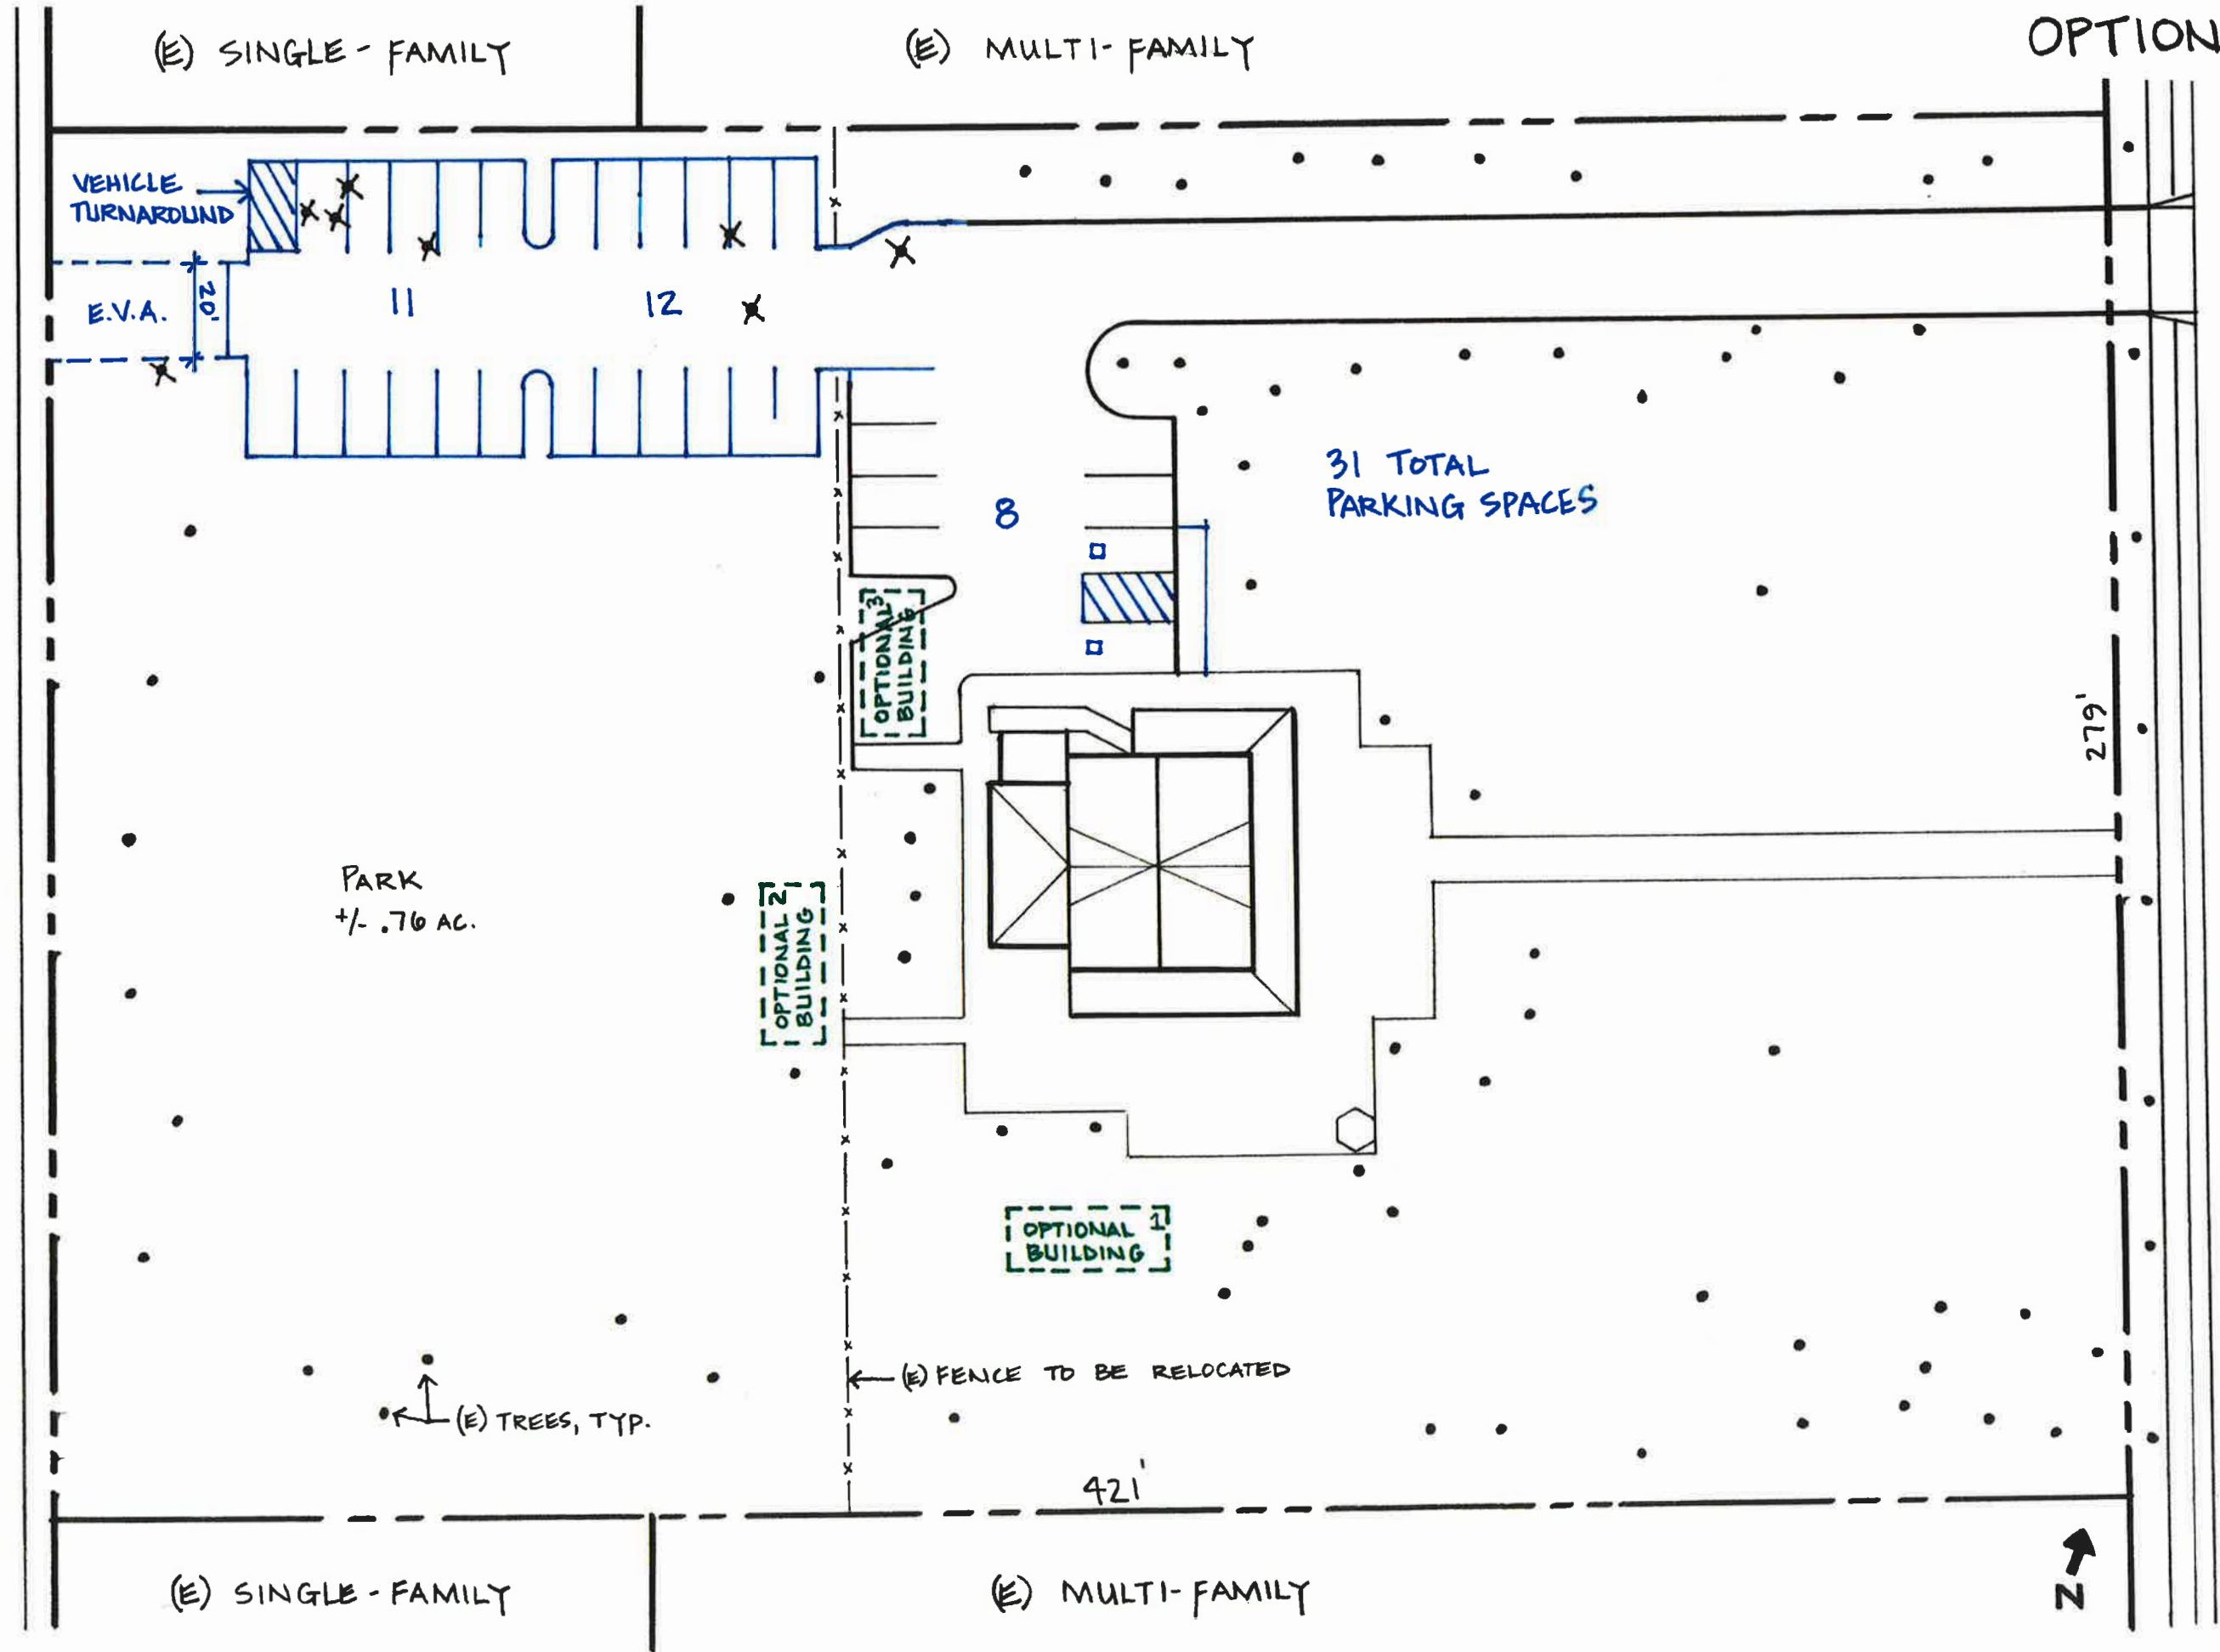 (E) SINGLE-FAMILY
(E) MULTI-FAMILY
OPTION
VEHICLE
TURNAROUND
E.V.A.
20'
11
12
8
31 TOTAL
PARKING SPACES
OPTIONAL 3
BUILDING
279'
PARK
+/- .76 AC.
OPTIONAL 2
BUILDING
OPTIONAL 1
BUILDING
(E) FENCE TO BE RELOCATED
(E) TREES, TYP.
421'
(E) SINGLE-FAMILY
(E) MULTI-FAMILY
N